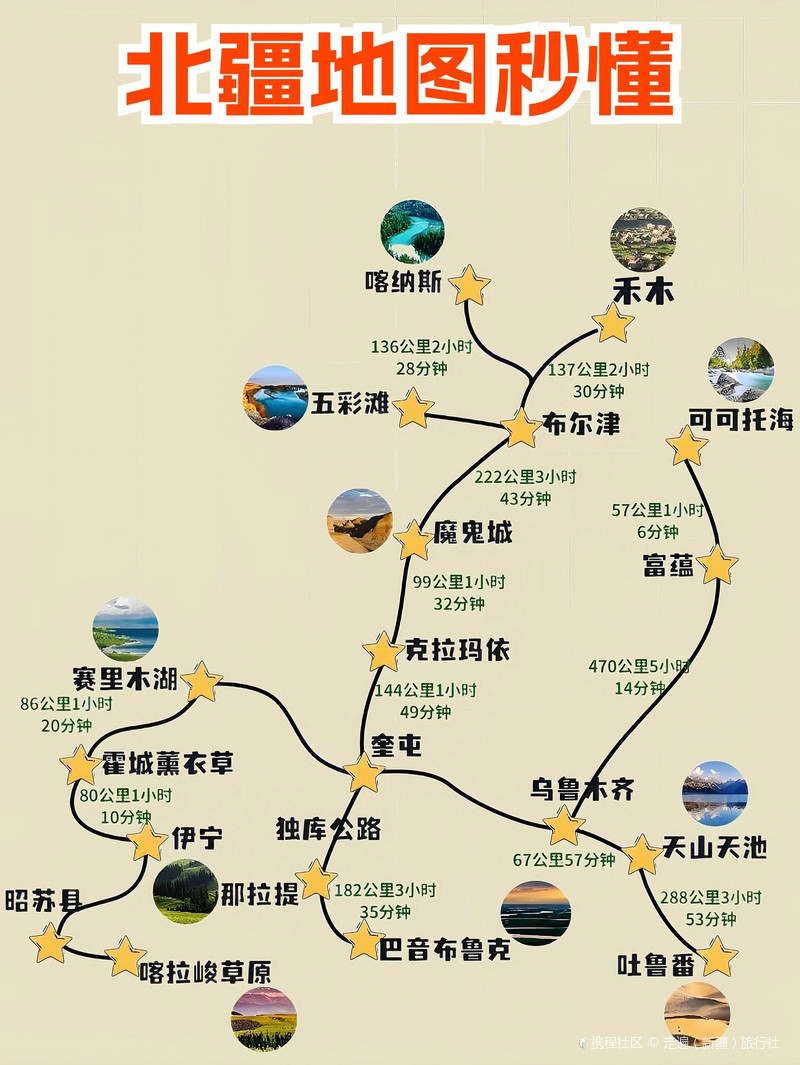 北疆地图秒懂
喀纳斯
禾木
136公里2小时
28分钟
137公里2小时
30分钟
五彩滩
布尔津
可可托海
222公里3小时
43分钟
57公里1小时
6分钟
魔鬼城
富蕴
99公里1小时
32分钟
克拉玛依
470公里5小时
14分钟
赛里木湖
144公里1小时
49分钟
86公里1小时
20分钟
奎屯
霍城薰衣草
80公里1小时
10分钟
乌鲁木齐
伊宁
独库公路
天山天池
67公里57分钟
昭苏县
那拉提
182公里3小时
35分钟
288公里3小时
53分钟
巴音布鲁克
喀拉峻草原
吐鲁番
携程社区 © 走遍（新疆）旅行社